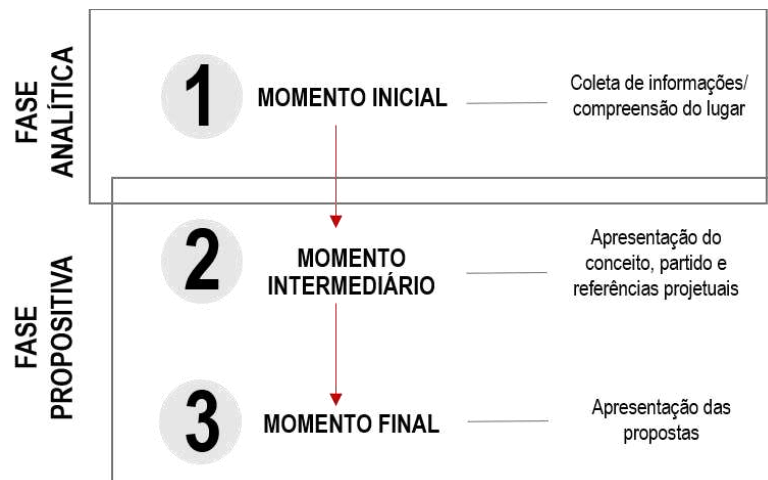 FASE
ANALÍTICA
1
MOMENTO INICIAL
Coleta de informações/
compreensão do lugar
FASE
PROPOSITIVA
2
MOMENTO
INTERMEDIÁRIO
Apresentação do
conceito, partido e
referências projetuais
3
MOMENTO FINAL
Apresentação das
propostas